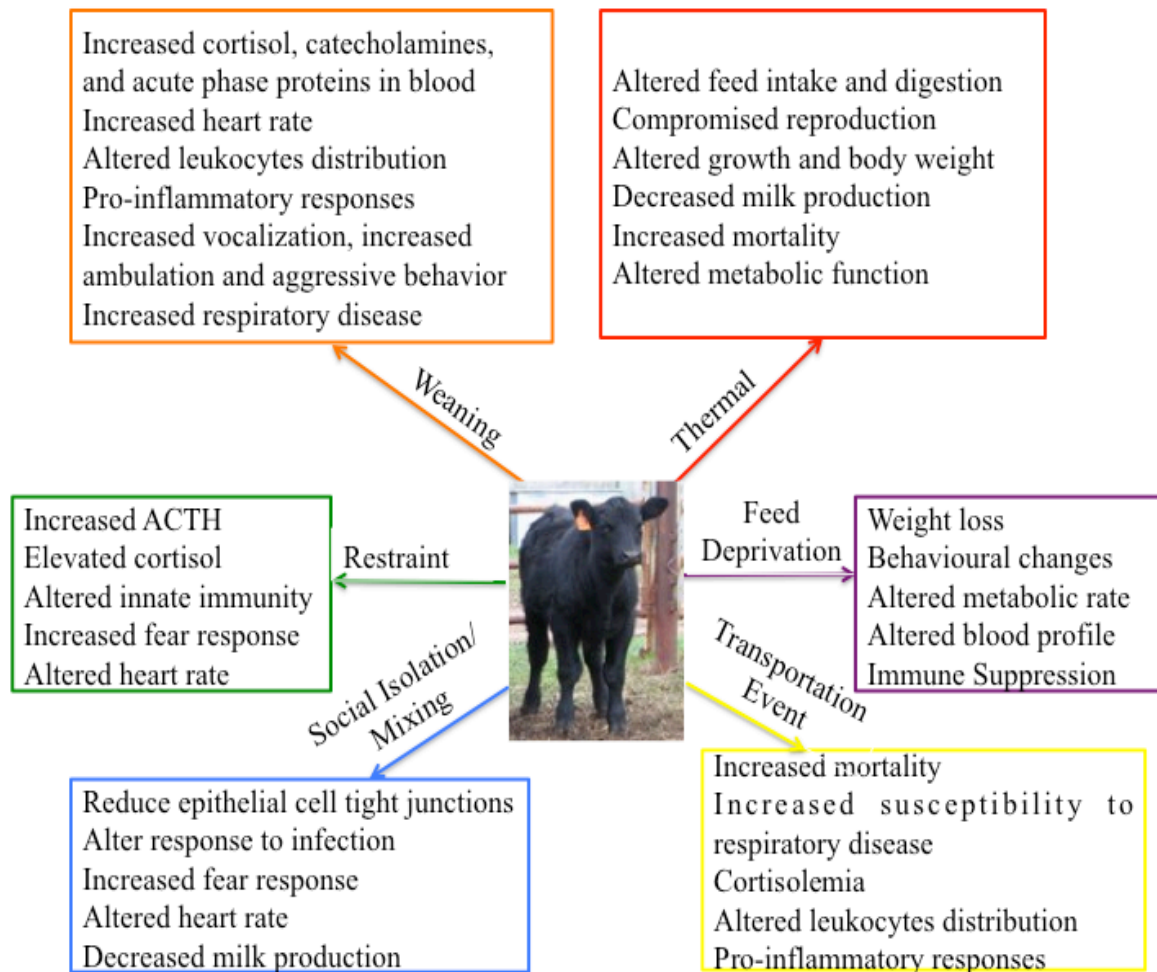 Increased cortisol, catecholamines,
and acute phase proteins in blood
Increased heart rate
Altered leukocytes distribution
Pro-inflammatory responses
Increased vocalization, increased
ambulation and aggressive behavior
Increased respiratory disease
Altered feed intake and digestion
Compromised reproduction
Altered growth and body weight
Decreased milk production
Increased mortality
Altered metabolic function
Weaning
Thermal
Increased ACTH
Elevated cortisol
Altered innate immunity
Increased fear response
Altered heart rate
Restraint
Feed
Deprivation
Weight loss
Behavioural changes
Altered metabolic rate
Altered blood profile
Immune Suppression
Social Isolation/
Mixing
Transportation
Event
Reduce epithelial cell tight junctions
Alter response to infection
Increased fear response
Altered heart rate
Decreased milk production
Increased mortality
Increased susceptibility to
respiratory disease
Cortisolemia
Altered leukocytes distribution
Pro-inflammatory responses